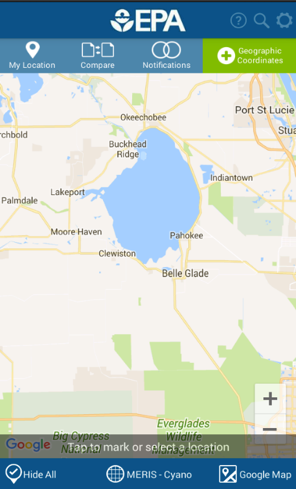 EPA
My Location
Compare
Notifications
Geographic
Coordinates
Port St Lucie
Okeechobee
Buckhead
Ridge
Indiantown
Palmdale
Lakeport
Moore Haven
Pahokee
Clewiston
Belle Glade
Everglades
Wildlife
Management
Big Cypress
Google
Tap to mark or select a location
Hide All
MERIS - Cyano
Google Map